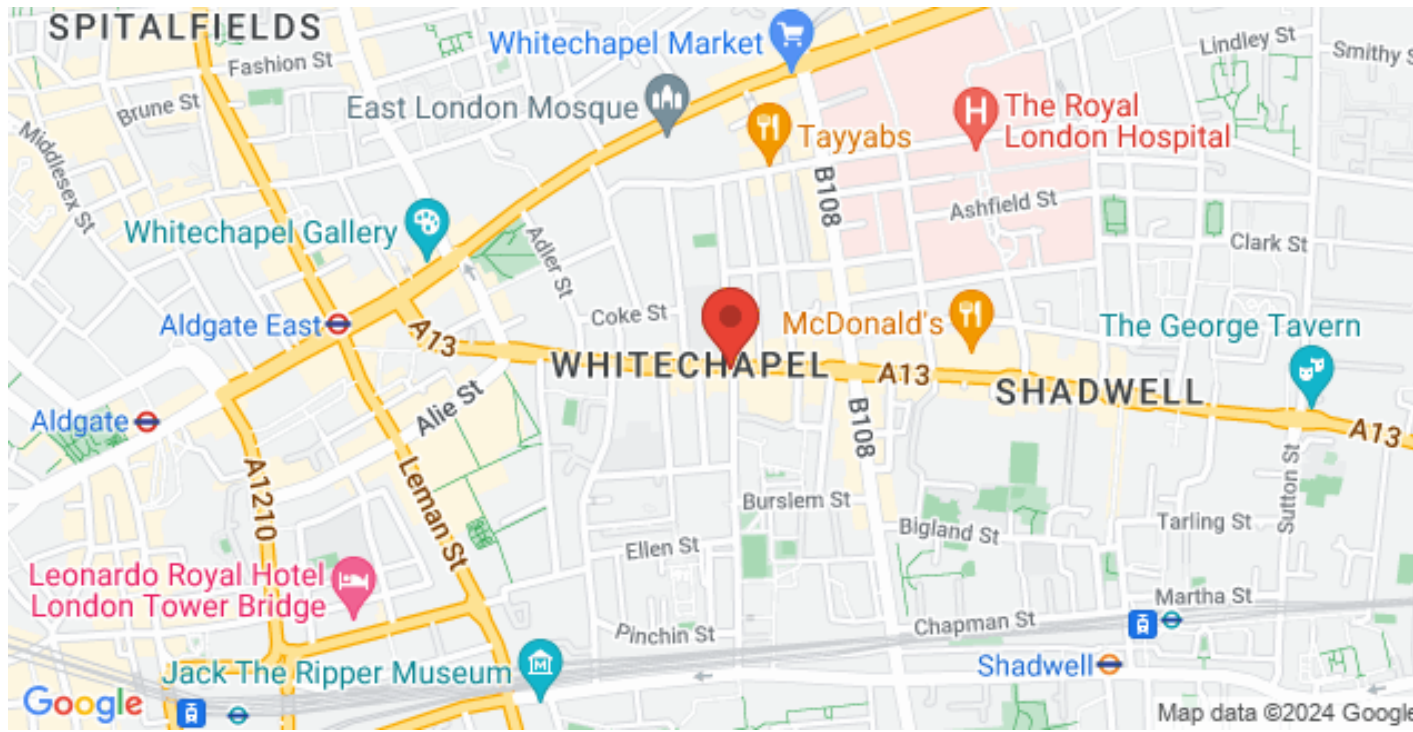 SPITALFIELDS
Whitechapel Market
Lindley St
Smithy S
Fashion St
Brune St
East London Mosque
Tayyabs
The Royal
London Hospital
Middlesex St
B108
Ashfield St
Whitechapel Gallery
Adler St
Clark St
Coke St
Aldgate East
A13
McDonald's
The George Tavern
WHITECHAPEL
A13
SHADWELL
Aldgate
Alie St
B108
A13
A1210
Leman St
Burslem St
Sutton St
Bigland St
Tarling St
Ellen St
Leonardo Royal Hotel
London Tower Bridge
Martha St
Pinchin St
Chapman St
Jack The Ripper Museum
Shadwell
Google
Map data ©2024 Google